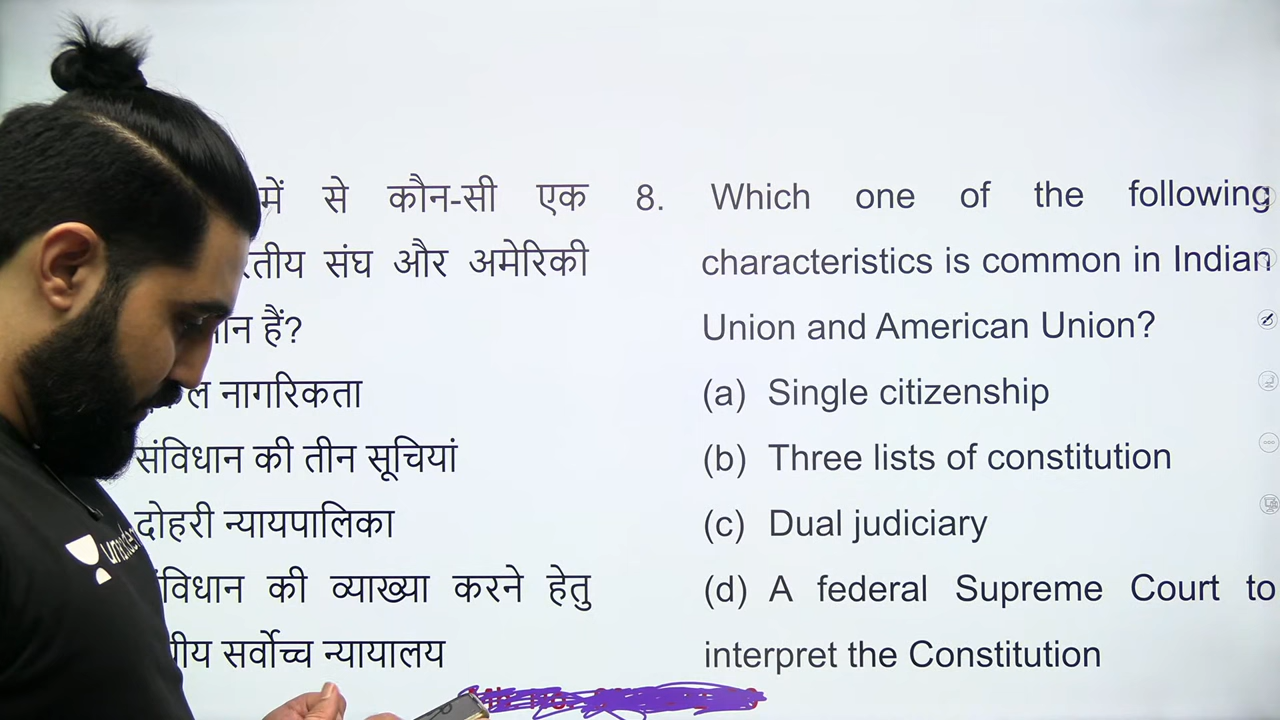 में से कौन-सी एक
संघ और अमेरिकी
हैं?
नागरिकता
संविधान की तीन सूचियां
दोहरी न्यायपालिका
की व्याख्या करने हेतु
सर्वोच्च न्यायालय
8. Which one of the following
characteristics is common in Indian
Union and American Union?
(a) Single citizenship
(b) Three lists of constitution
(c) Dual judiciary
(d) A federal Supreme Court to
interpret the Constitution